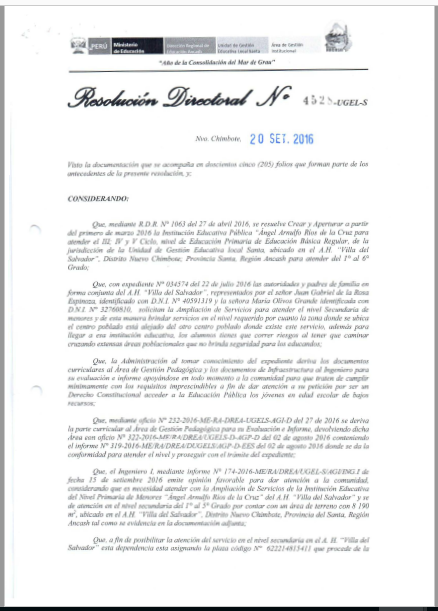 PERÚ Ministerio de Educación Dirección Regional de Educación Ancash Unidad de Gestión Educativa Local Santa Área de Gestión Institucional
"Año de la Consolidación del Mar de Grau"
Resolución Directoral Nº 4528-UGEL-S
Nvo. Chimbote, 20 SET. 2016
Visto la documentación que se acompaña en doscientos cinco (205) folios que forman parte de los
antecedentes de la presente resolución, y;
CONSIDERANDO:
Que, mediante R.D.R. Nº 1063 del 27 de abril 2016, se resuelve Crear y Aperturar a partir
del primero de marzo 2016 la Institución Educativa Pública "Ángel Arnulfo Rios de la Cruz para
atender el III; IV y V Ciclo, nivel de Educación Primaria de Educación Básica Regular, de la
jurisdicción de la Unidad de Gestión Educativa local Santa, ubicado en el A.H. "Villa del
Salvador", Distrito Nuevo Chimbote, Provincia Santa, Región Ancash para atender del 1º al 6º
Grado;
Que, con expediente Nº 034574 del 22 de julio 2016 las autoridades y padres de familia en
forma conjunta del A.H. "Villa del Salvador", representados por el señor Juan Gabriel de la Rosa
Espinoza, identificado con D.N.I. Nº 40591319 y la señora María Olivos Grande identificada con
D.N.I. Nº 32760810, solicitan la Ampliación de Servicios para atender el nivel Secundaria de
menores y de esta manera brindar servicios en el nivel requerido por cuanto la zona donde se ubica
el centro poblado está alejado del otro centro poblado donde existe este servicio, además para
llegar a esa institución educativa, los alumnos tienen que correr riesgos al tener que caminar
cruzando extensas áreas poblacionales que no brinda seguridad para los educandos;
Que, la Administración al tomar conocimiento del expediente deriva los documentos
curriculares al Área de Gestión Pedagógica y los documentos de Infraestructura al Ingeniero para
su evaluación e informe apoyándose en todo momento a la comunidad para que traten de cumplir
mínimamente con los requisitos imprescindibles a fin de dar atención a su petición por ser un
Derecho Constitucional acceder a la Educación Pública los jóvenes en edad escolar de bajos
recursos;
Que, mediante oficio Nº 252-2016-ME-RA-DREA-UGELS-AGI-D del 27 de 2016 se deriva
la parte curricular al Área de Gestión Pedagógica para su Evaluación e Informe, devolviendo dicha
Área con oficio Nº 322-2016-ME/RA/DREA/UGELS-D-AGP-D del 02 de agosto 2016 conteniendo
el informe Nº 319-2016-ME/RA/DREA/DUGELS/AGP-D-EES del 02 de agosto 2016 donde se da la
conformidad para atender el nivel y proseguir con el trámite del expediente;
Que, el Ingeniero I, mediante informe Nº 174-2016-ME/RA/DREA/UGEL-S/AGI/ING I de
fecha 15 de setiembre 2016 emite opinión favorable para dar atención a la comunidad,
considerando que es necesidad atender con la Ampliación de Servicios de la Institución Educativa
del Nivel Primaria de Menores "Ángel Arnulfo Rios de la Cruz" del A.H. "Villa del Salvador" y se
de atención en el nivel secundaria del 1º al 5º Grado por contar con un área de terreno con 8 190
m², ubicado en el A.H. "Villa del Salvador", Distrito Nuevo Chimbote, Provincia del Santa, Región
Ancash tal como se evidencia en la documentación adjunta;
Que, a fin de posibilitar la atención del servicio en el nivel secundaria en el A. H. "Villa del
Salvador" esta dependencia esta asignando la plaza código Nº 622214813411 que procede de la